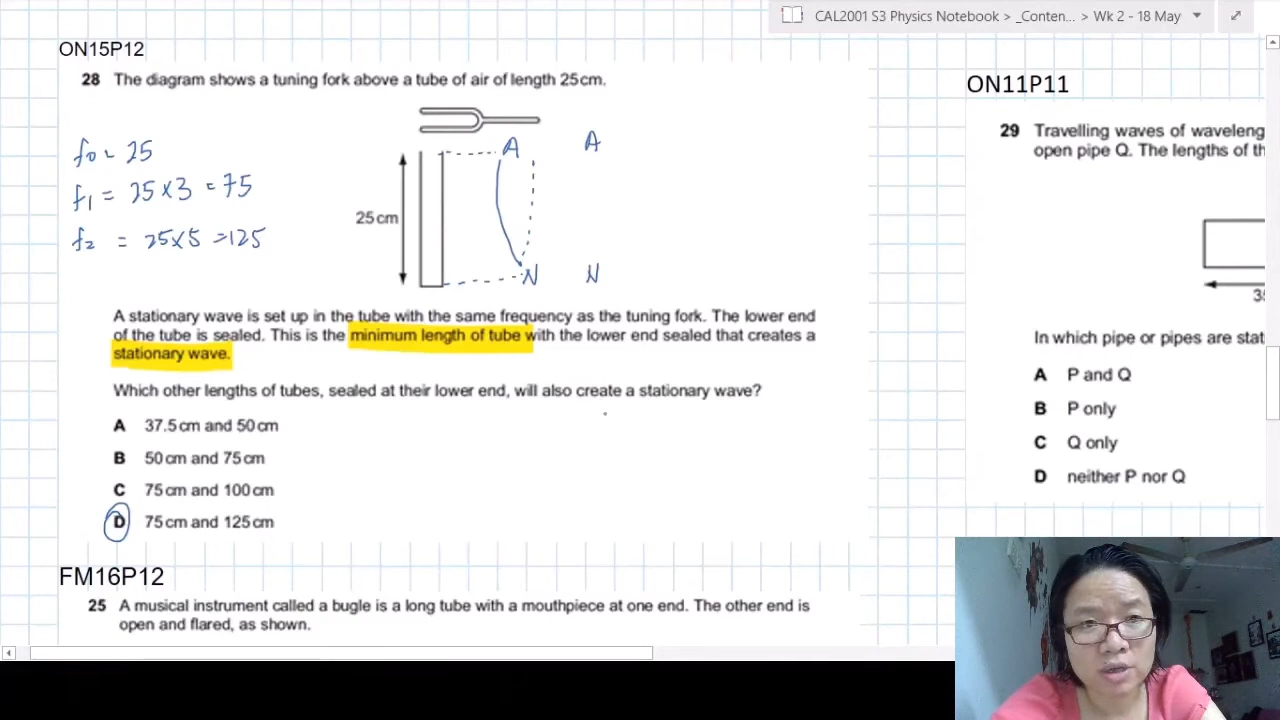 CAL2001 S3 Physics Notebook > _Conten... > Wk 2 - 18 May
ON15P12
28 The diagram shows a tuning fork above a tube of air of length 25 cm.
f0 = 25
f1 = 25 × 3 = 75
f2 = 25 × 5 = 125
A A
25 cm
N N
A stationary wave is set up in the tube with the same frequency as the tuning fork. The lower end
of the tube is sealed. This is the minimum length of tube with the lower end sealed that creates a
stationary wave.
Which other lengths of tubes, sealed at their lower end, will also create a stationary wave?
A 37.5 cm and 50 cm
B 50 cm and 75 cm
C 75 cm and 100 cm
D 75 cm and 125 cm
FM16P12
25 A musical instrument called a bugle is a long tube with a mouthpiece at one end. The other end is
open and flared, as shown.
ON11P11
29 Travelling waves of waveleng
open pipe Q. The lengths of th
In which pipe or pipes are stat
A P and Q
B P only
C Q only
D neither P nor Q